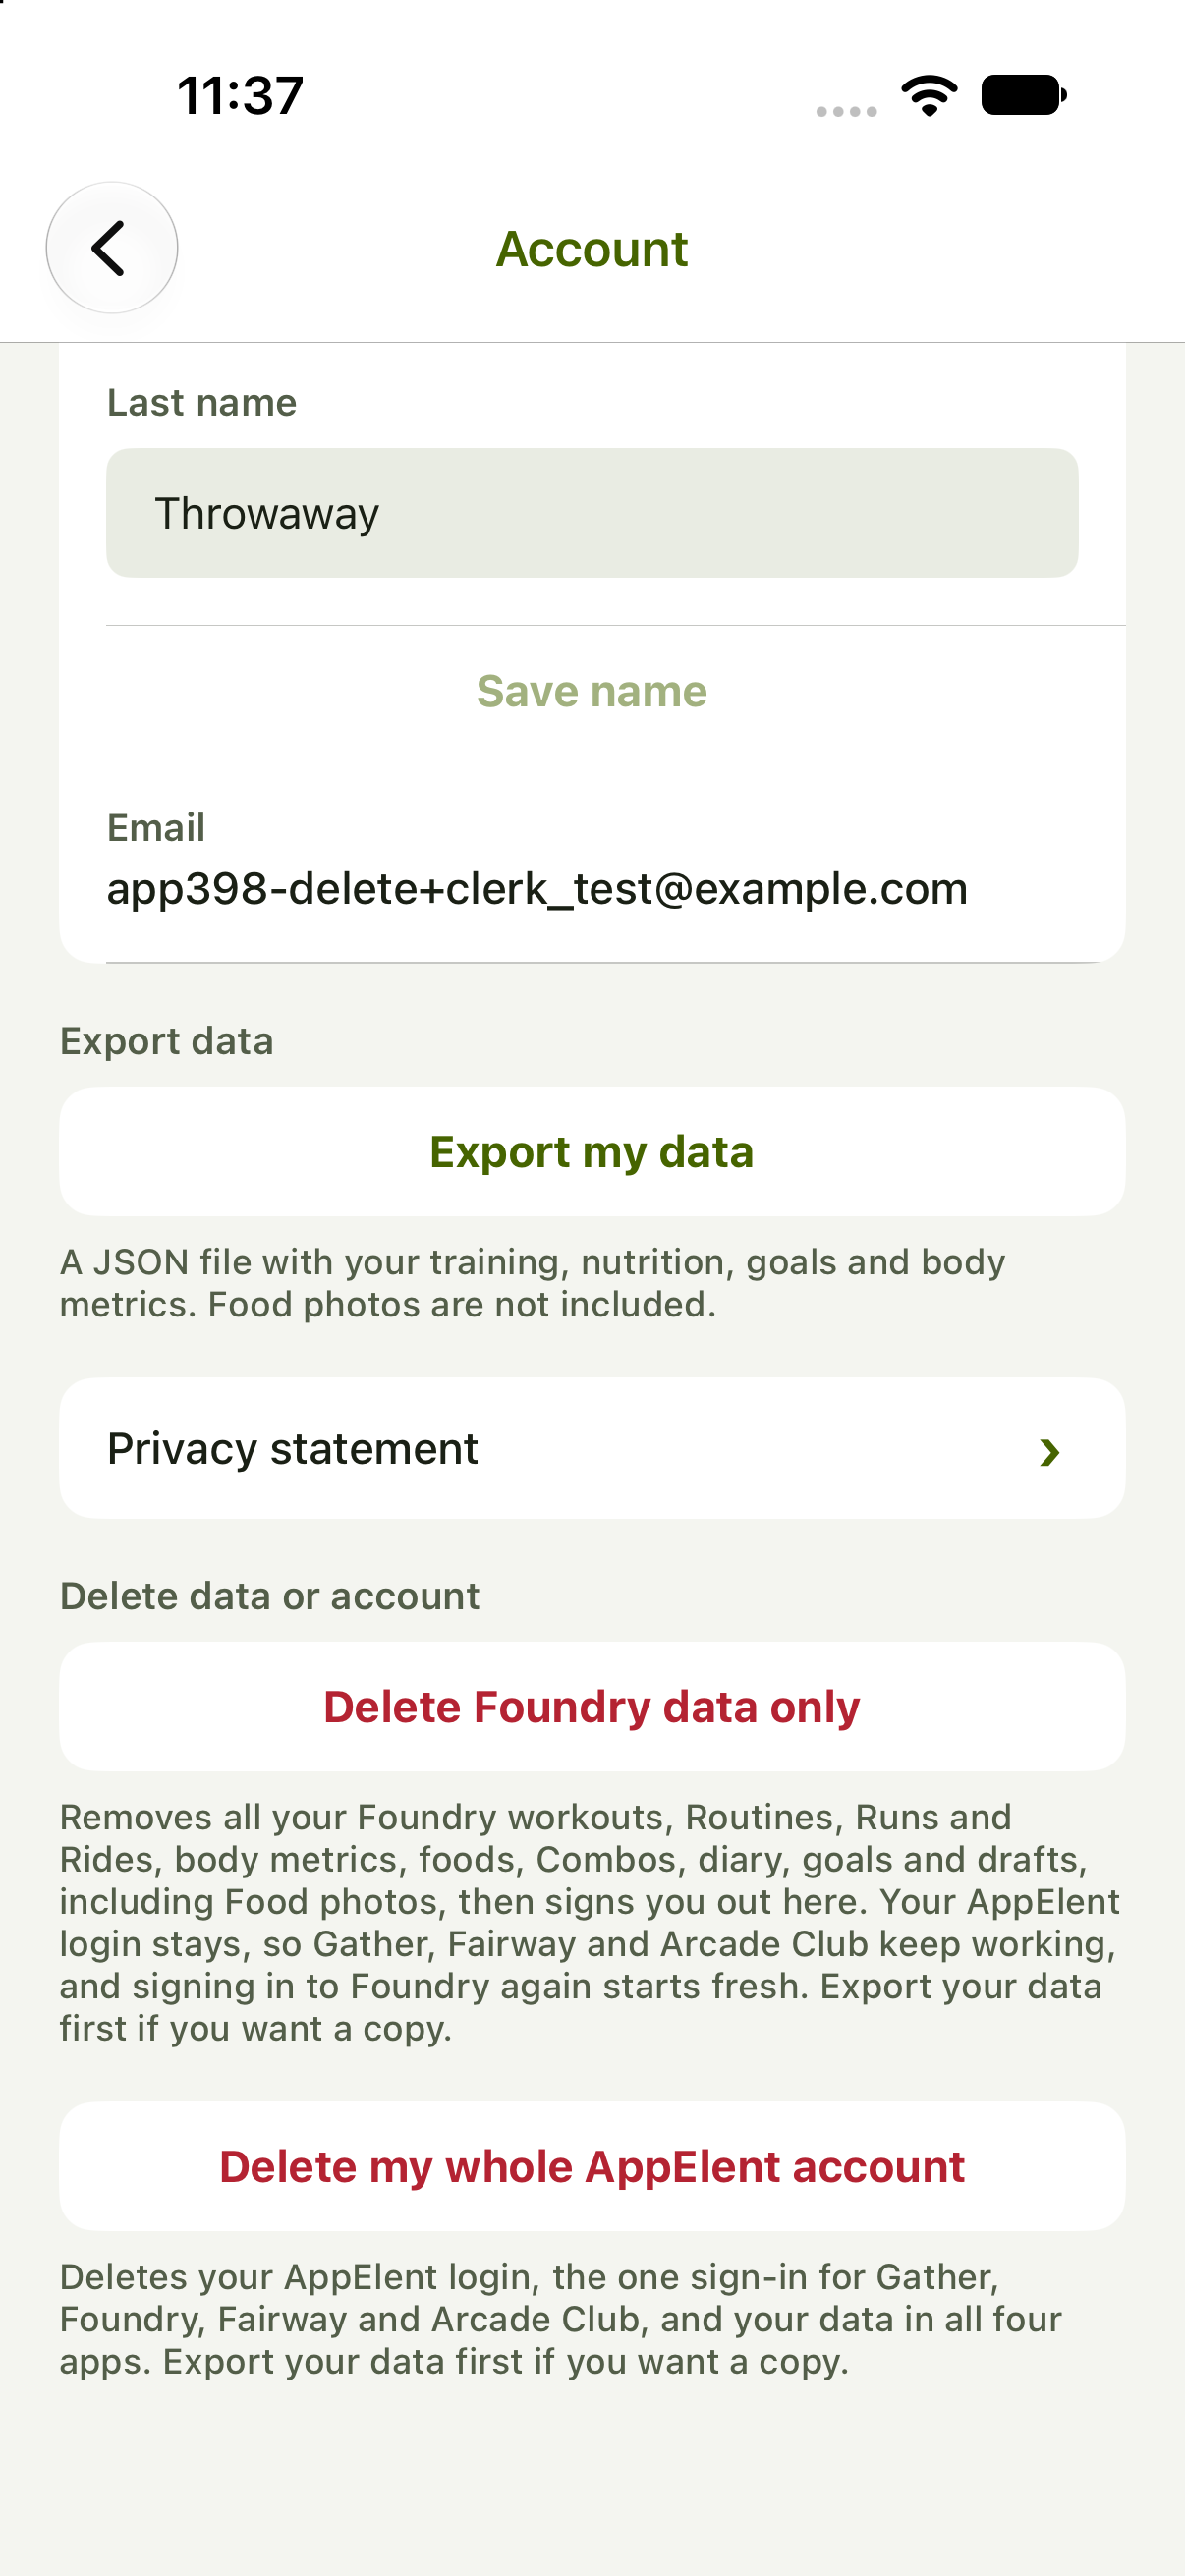 11:37
Account
Last name
Throwaway
Save name
Email
app398-delete+clerk_test@example.com
Export data
Export my data
A JSON file with your training, nutrition, goals and body
metrics. Food photos are not included.
Privacy statement
Delete data or account
Delete Foundry data only
Removes all your Foundry workouts, Routines, Runs and
Rides, body metrics, foods, Combos, diary, goals and drafts,
including Food photos, then signs you out here. Your AppElent
login stays, so Gather, Fairway and Arcade Club keep working,
and signing in to Foundry again starts fresh. Export your data
first if you want a copy.
Delete my whole AppElent account
Deletes your AppElent login, the one sign-in for Gather,
Foundry, Fairway and Arcade Club, and your data in all four
apps. Export your data first if you want a copy.